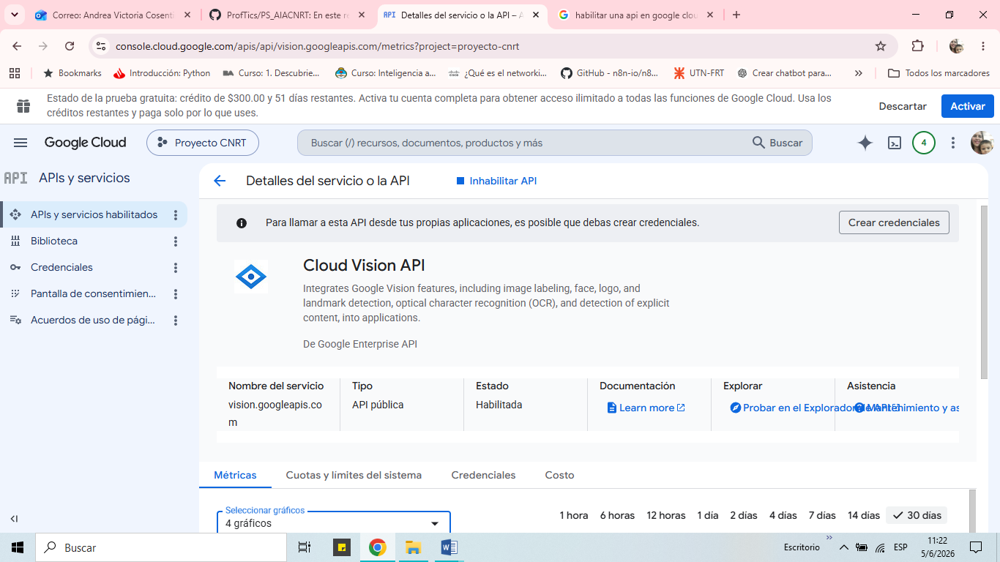 Correo: Andrea Victoria Cosenti
ProfTics/PS_AIACNRT: En este re
API Detalles del servicio o la API – A
habilitar una api en google clou
console.cloud.google.com/apis/api/vision.googleapis.com/metrics?project=proyecto-cnrt
Bookmarks
Introducción: Python
Curso: 1. Descubrie...
Curso: Inteligencia a...
¿Qué es el networki...
GitHub - n8n-io/n8...
UTN-FRT
Crear chatbot para...
Todos los marcadores
Estado de la prueba gratuita: crédito de $300.00 y 51 días restantes. Activa tu cuenta completa para obtener acceso ilimitado a todas las funciones de Google Cloud. Usa los
créditos restantes y paga solo por lo que uses.
Descartar
Activar
Google Cloud
Proyecto CNRT
Buscar (/) recursos, documentos, productos y más
Buscar
4
API APIs y servicios
Detalles del servicio o la API
Inhabilitar API
APIs y servicios habilitados
Biblioteca
Credenciales
Pantalla de consentimien...
Acuerdos de uso de pági...
Para llamar a esta API desde tus propias aplicaciones, es posible que debas crear credenciales.
Crear credenciales
Cloud Vision API
Integrates Google Vision features, including image labeling, face, logo, and
landmark detection, optical character recognition (OCR), and detection of explicit
content, into applications.
De Google Enterprise API
Nombre del servicio
vision.googleapis.co
m
Tipo
API pública
Estado
Habilitada
Documentación
Learn more
Explorar
Probar en el Explorador de API
Asistencia
Mantenimiento y as
Métricas
Cuotas y límites del sistema
Credenciales
Costo
Seleccionar gráficos
4 gráficos
1 hora
6 horas
12 horas
1 día
2 días
4 días
7 días
14 días
30 días
Buscar
Escritorio
ESP
11:22
5/6/2026